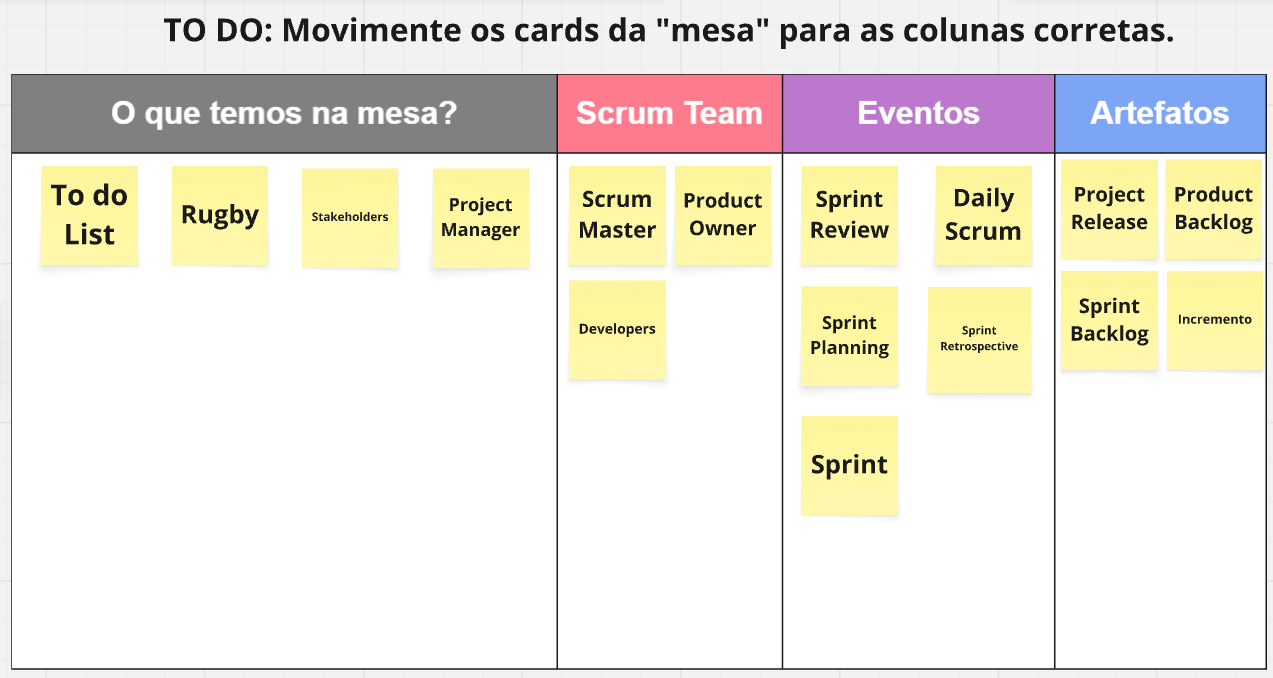 TO DO: Movimente os cards da "mesa" para as colunas corretas.
O que temos na mesa?
Scrum Team
Eventos
Artefatos
To do
List
Rugby
Stakeholders
Project
Manager
Scrum
Master
Product
Owner
Developers
Sprint
Review
Daily
Scrum
Sprint
Planning
Sprint
Retrospective
Sprint
Project
Release
Product
Backlog
Sprint
Backlog
Incremento